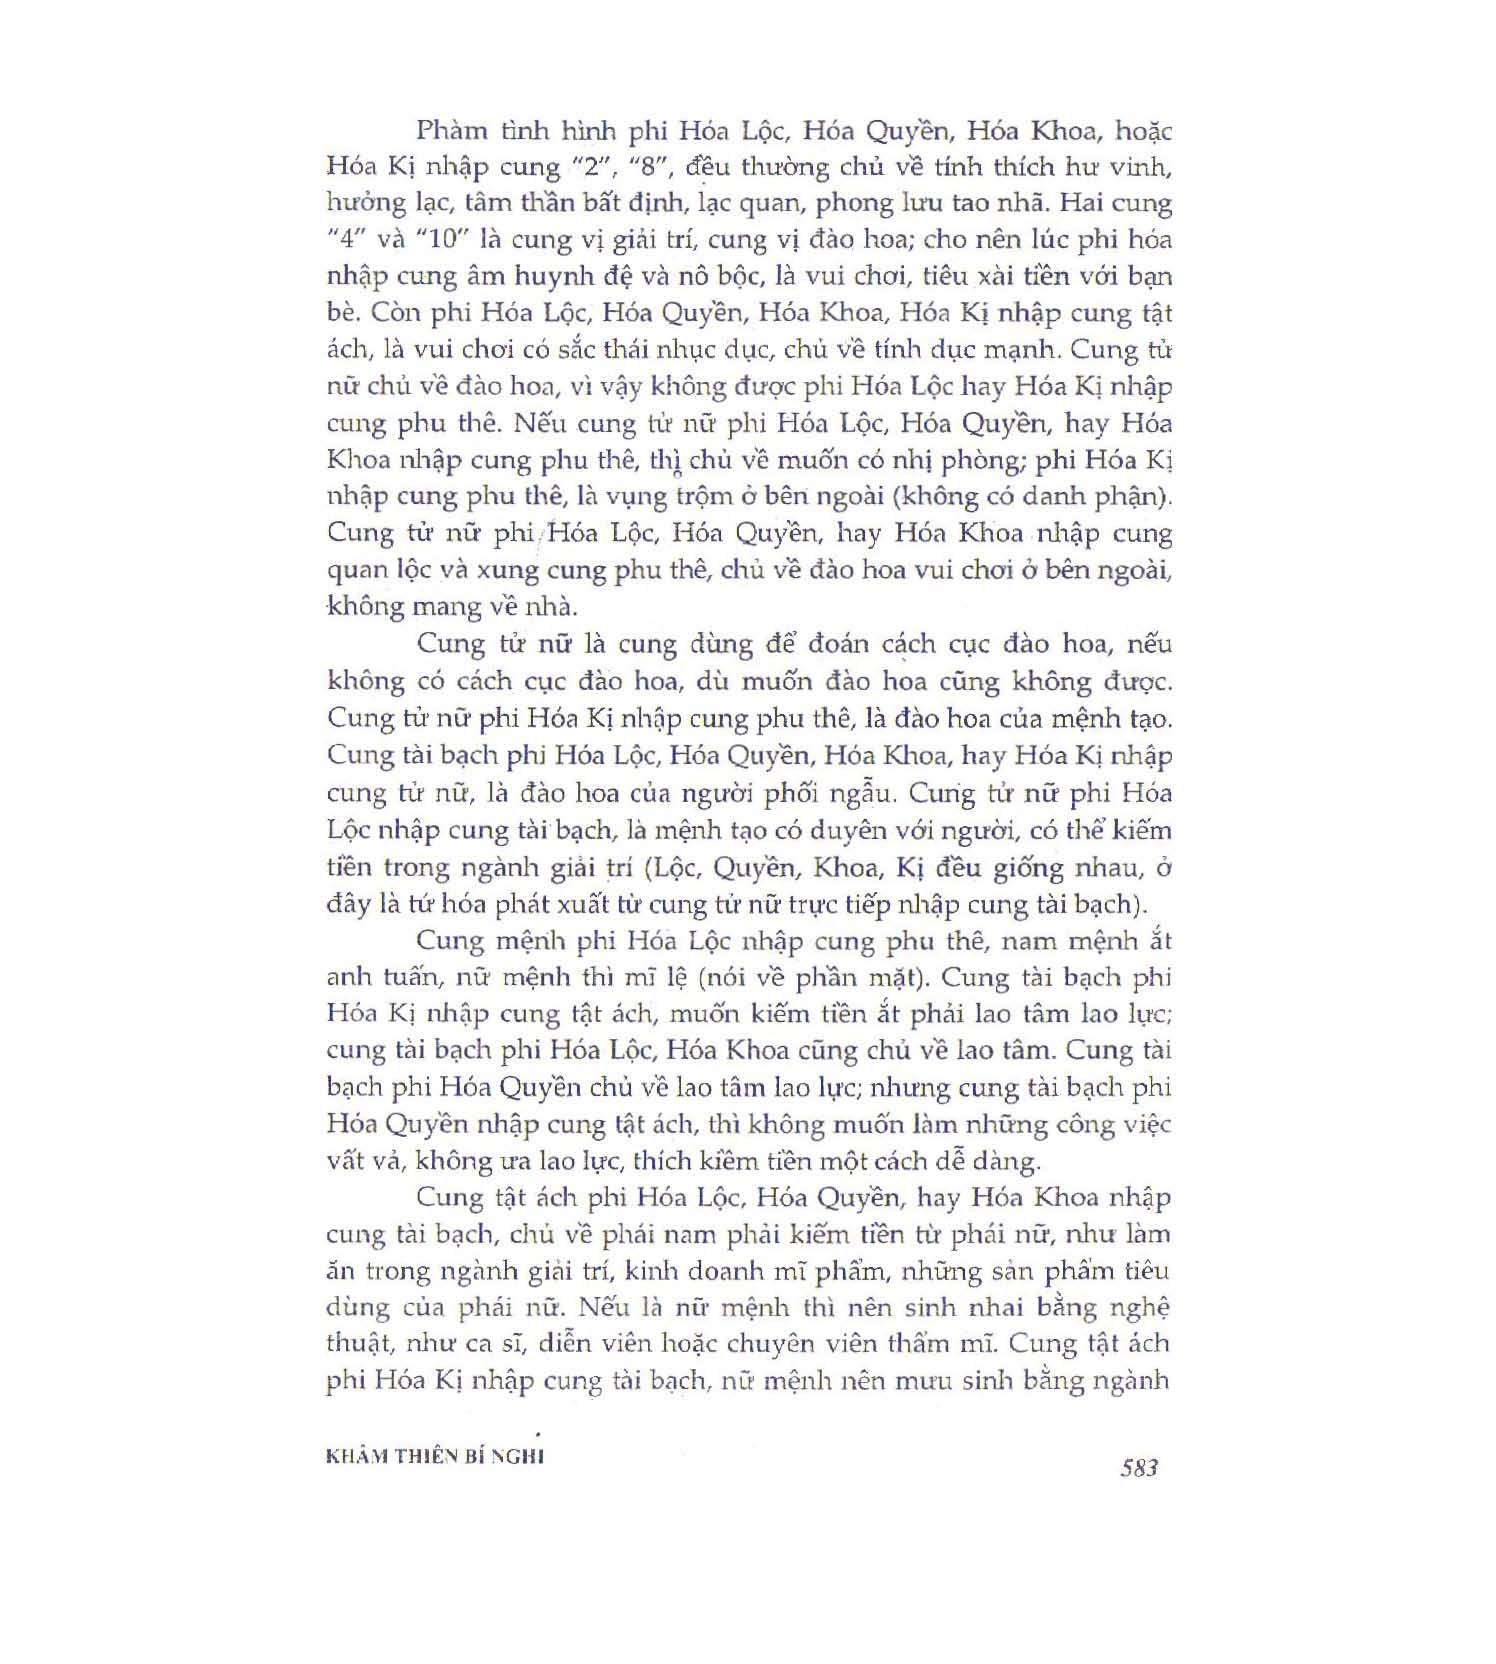 Phàm tình hình phi Hóa Lộc, Hóa Quyền, Hóa Khoa, hoặc
Hóa Kị nhập cung "2", "8", đều thường chủ về tính thích hư vinh,
hưởng lạc, tâm thần bất định, lạc quan, phong lưu tao nhã. Hai cung
"4" và "10" là cung vị giải trí, cung vị đào hoa; cho nên lúc phi hóa
nhập cung âm huynh đệ và nô bộc, là vui chơi, tiêu xài tiền với bạn
bè. Còn phi Hóa Lộc, Hóa Quyền, Hóa Khoa, Hóa Kị nhập cung tật
ách, là vui chơi có sắc thái nhục dục, chủ về tính dục mạnh. Cung tử
nữ chủ về đào hoa, vì vậy không được phi Hóa Lộc hay Hóa Kị nhập
cung phu thê. Nếu cung tử nữ phi Hóa Lộc, Hóa Quyền, hay Hóa
Khoa nhập cung phu thê, thì chủ về muốn có nhị phòng; phi Hóa Kị
nhập cung phu thê, là vụng trộm ở bên ngoài (không có danh phận).
Cung tử nữ phi Hóa Lộc, Hóa Quyền, hay Hóa Khoa nhập cung
quan lộc và xung cung phu thê, chủ về đào hoa vui chơi ở bên ngoài,
không mang về nhà.
Cung tử nữ là cung dùng để đoán cách cục đào hoa, nếu
không có cách cục đào hoa, dù muốn đào hoa cũng không được.
Cung tử nữ phi Hóa Kị nhập cung phu thê, là đào hoa của mệnh tạo.
Cung tài bạch phi Hóa Lộc, Hóa Quyền, Hóa Khoa, hay Hóa Kị nhập
cung tử nữ, là đào hoa của người phối ngẫu. Cung tử nữ phi Hóa
Lộc nhập cung tài bạch, là mệnh tạo có duyên với người, có thể kiếm
tiền trong ngành giải trí (Lộc, Quyền, Khoa, Kị đều giống nhau, ở
đây là tứ hóa phát xuất từ cung tử nữ trực tiếp nhập cung tài bạch).
Cung mệnh phi Hóa Lộc nhập cung phu thê, nam mệnh ắt
anh tuấn, nữ mệnh thì mĩ lệ (nói về phần mặt). Cung tài bạch phi
Hóa Kị nhập cung tật ách, muốn kiếm tiền ắt phải lao tâm lao lực;
cung tài bạch phi Hóa Lộc, Hóa Khoa cũng chủ về lao tâm. Cung tài
bạch phi Hóa Quyền chủ về lao tâm lao lực; nhưng cung tài bạch phi
Hóa Quyền nhập cung tật ách, thì không muốn làm những công việc
vất vả, không ưa lao lực, thích kiềm tiền một cách dễ dàng.
Cung tật ách phi Hóa Lộc, Hóa Quyền, hay Hóa Khoa nhập
cung tài bạch, chủ về phái nam phải kiếm tiền từ phái nữ, như làm
ăn trong ngành giải trí, kinh doanh mĩ phẩm, những sản phẩm tiêu
dùng của phái nữ. Nếu là nữ mệnh thì nên sinh nhai bằng nghệ
thuật, như ca sĩ, diễn viên hoặc chuyên viên thẩm mĩ. Cung tật ách
phi Hóa Kị nhập cung tài bạch, nữ mệnh nên mưu sinh bằng ngành
KHÂM THIÊN BÍ NGHI
583